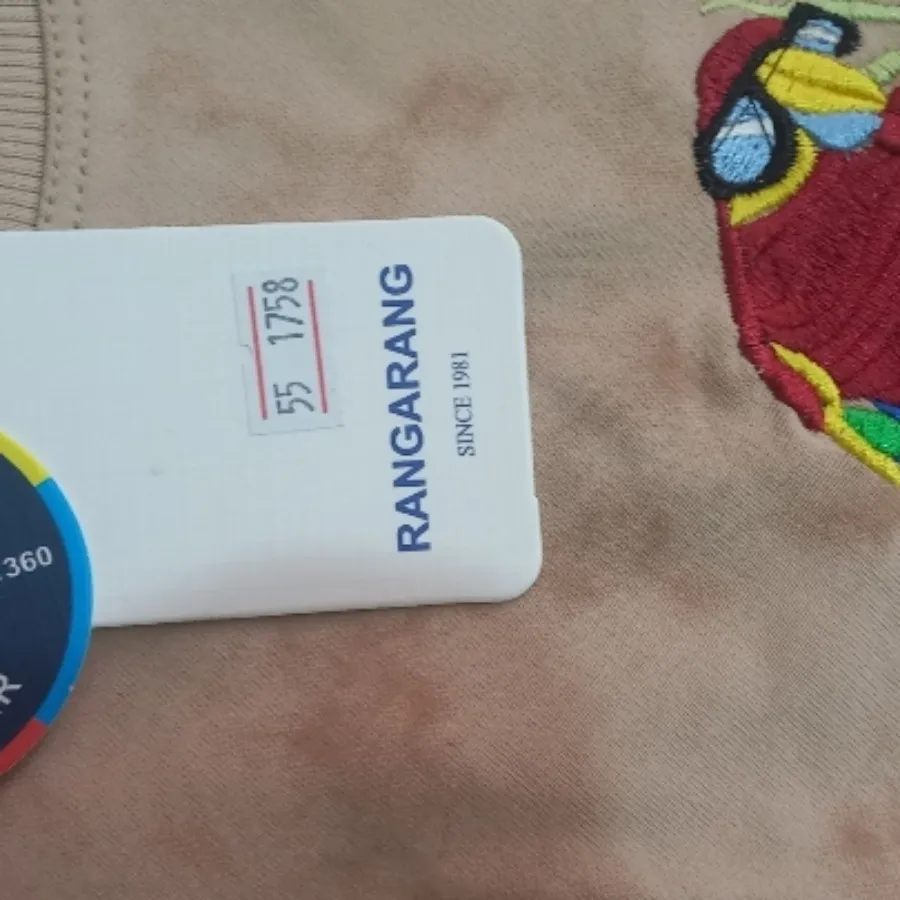 RANGARANG
SINCE 1981
55 1758
360
R